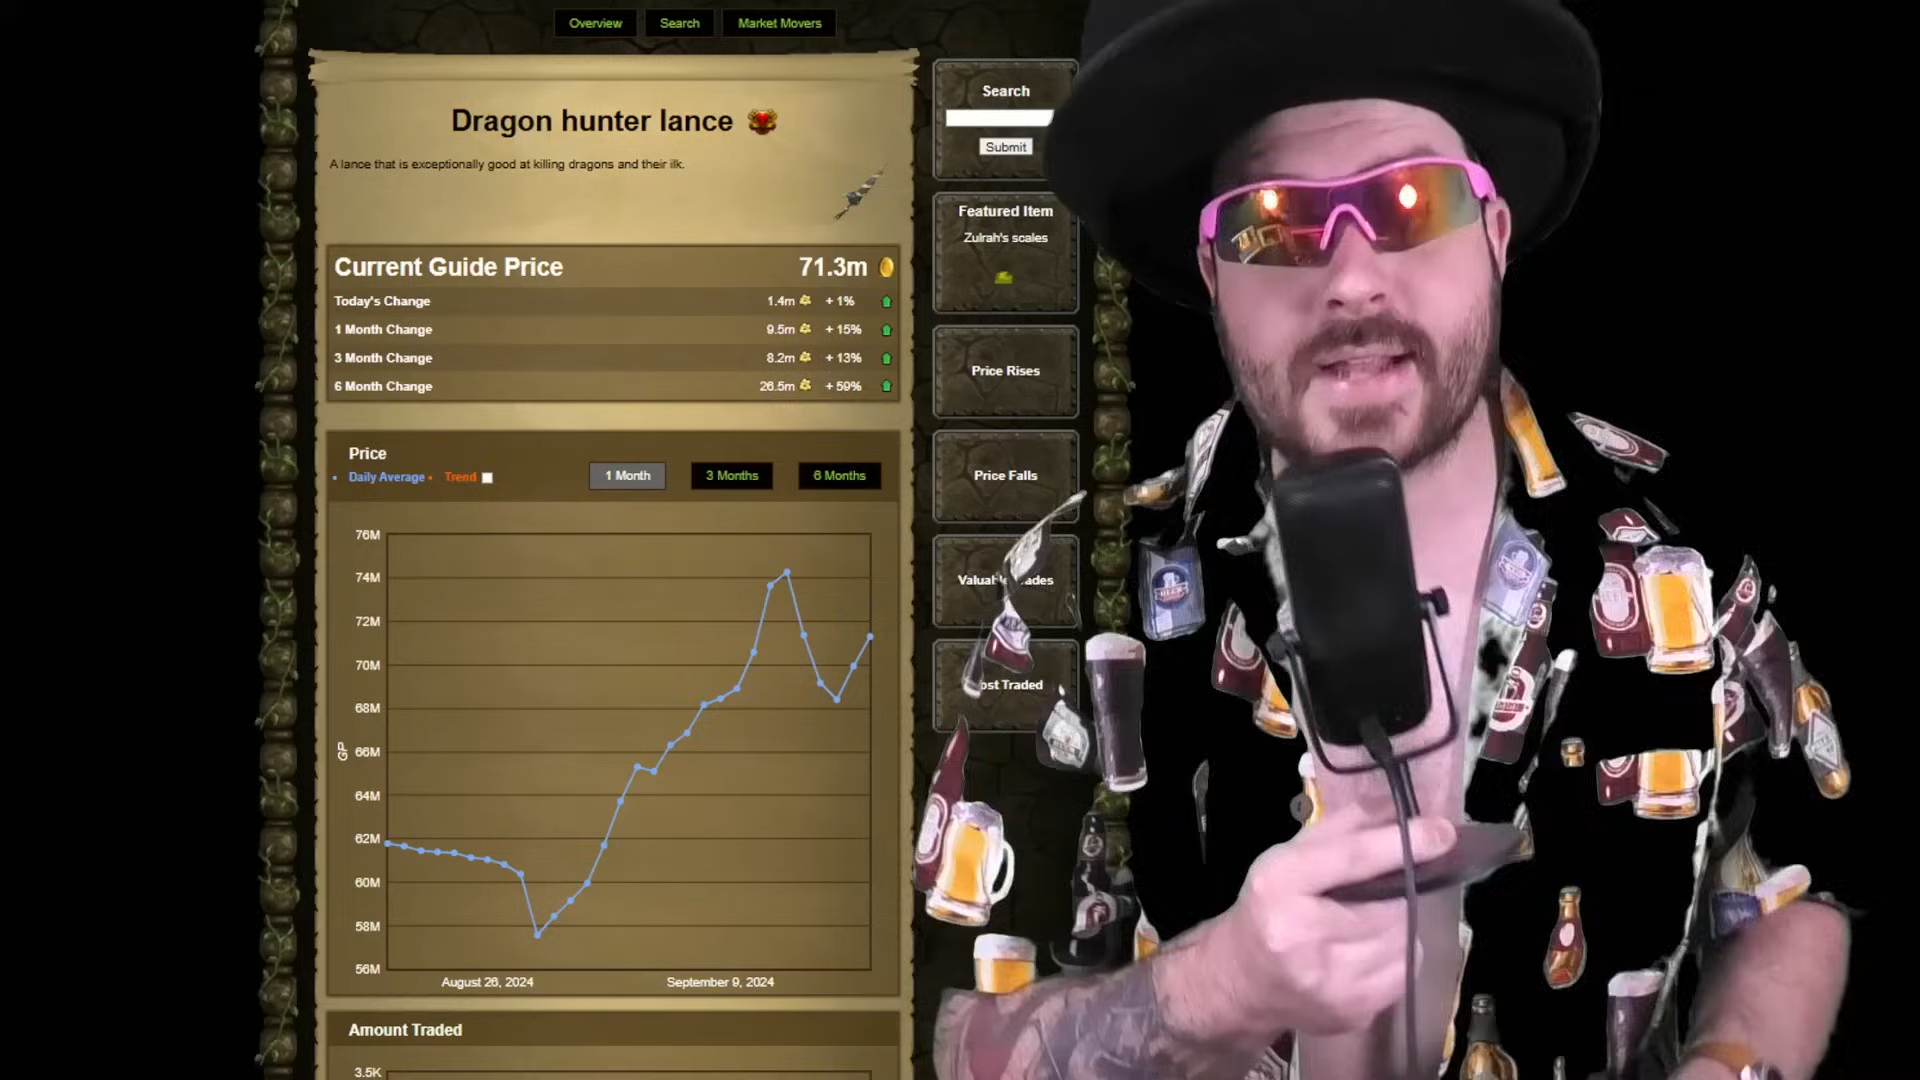 Overview
Search
Market Movers
Dragon hunter lance
A lance that is exceptionally good at killing dragons and their ilk.
Current Guide Price 71.3m
Today's Change 1.4m + 1%
1 Month Change 9.5m + 15%
3 Month Change 8.2m + 13%
6 Month Change 26.5m + 59%
Price
Daily Average Trend
1 Month
3 Months
6 Months
76M
74M
72M
70M
68M
66M
64M
62M
60M
58M
56M
GP
August 26, 2024
September 9, 2024
Amount Traded
3.5K
Search
Submit
Featured Item
Zulrah's scales
Price Rises
Price Falls
Traded